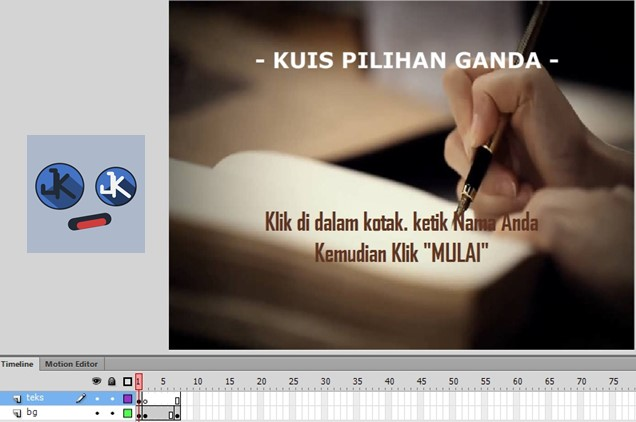 - KUIS PILIHAN GANDA -
JK
JK
Klik di dalam kotak. ketik Nama Anda
Kemudian Klik "MULAI"
Timeline Motion Editor
1 5 10 15 20 25 30 35 40 45 50 55 60 65 70 75
teks
bg